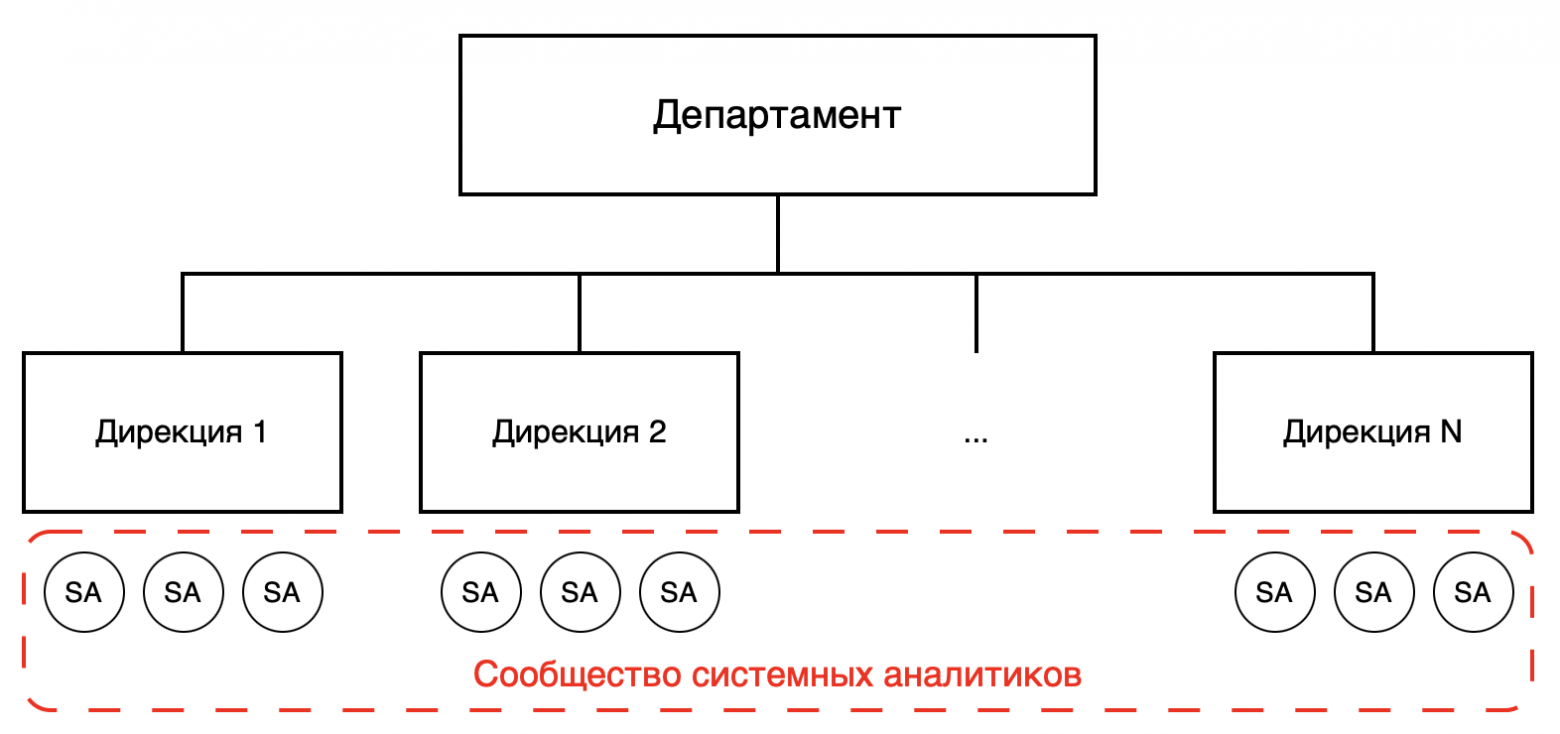 Департамент
Дирекция 1
Дирекция 2
...
Дирекция N
SA SA SA SA SA SA SA SA SA
Сообщество системных аналитиков